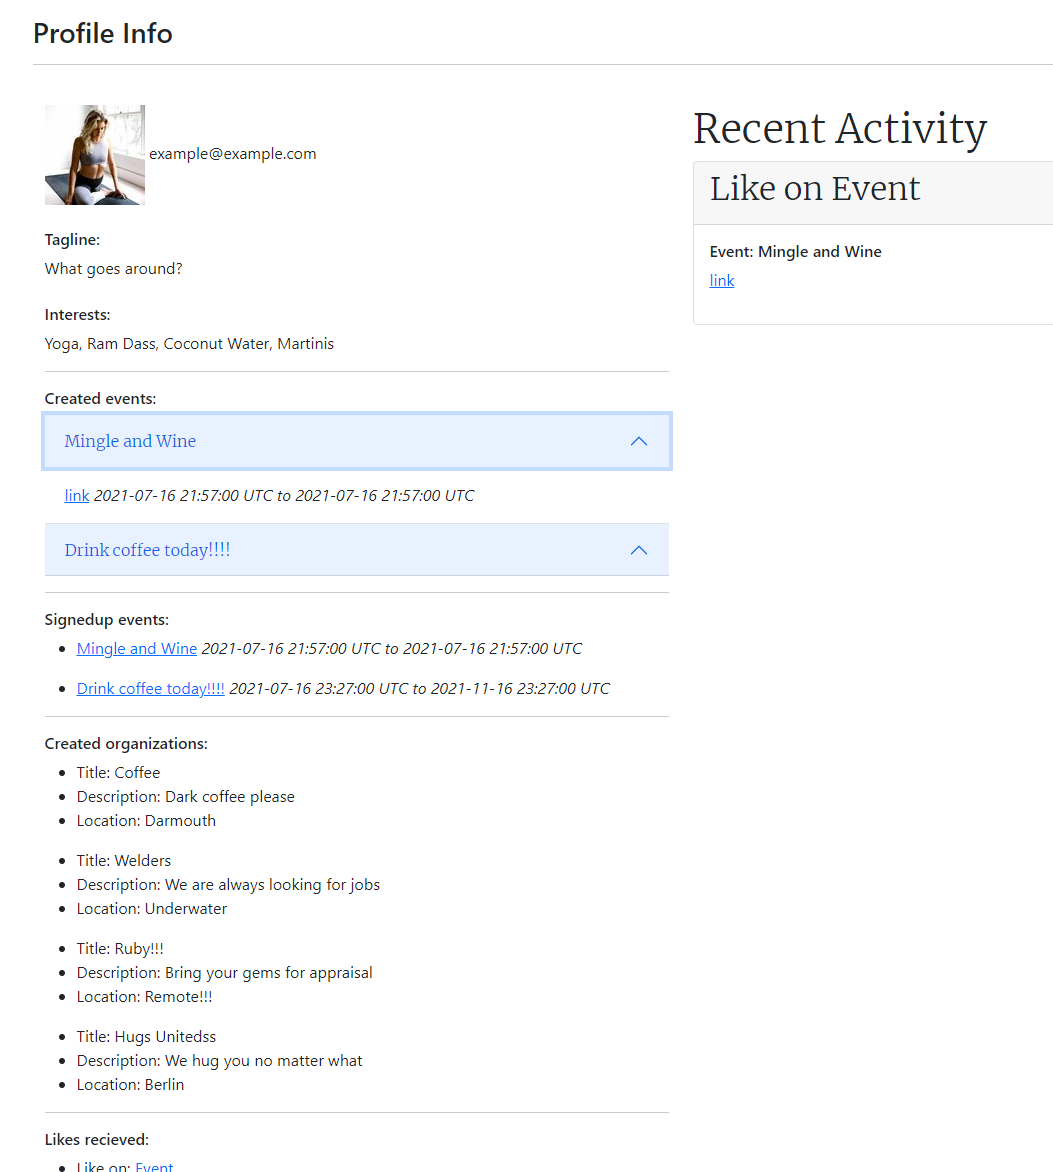 Profile Info
example@example.com
Tagline:
What goes around?
Interests:
Yoga, Ram Dass, Coconut Water, Martinis
Created events:
Mingle and Wine
link 2021-07-16 21:57:00 UTC to 2021-07-16 21:57:00 UTC
Drink coffee today!!!!
Signedup events:
Mingle and Wine 2021-07-16 21:57:00 UTC to 2021-07-16 21:57:00 UTC
Drink coffee today!!!! 2021-07-16 23:27:00 UTC to 2021-11-16 23:27:00 UTC
Created organizations:
Title: Coffee
Description: Dark coffee please
Location: Darmouth
Title: Welders
Description: We are always looking for jobs
Location: Underwater
Title: Ruby!!!
Description: Bring your gems for appraisal
Location: Remote!!!
Title: Hugs Unitedss
Description: We hug you no matter what
Location: Berlin
Likes recieved:
Like on: Event
Recent Activity
Like on Event
Event: Mingle and Wine
link